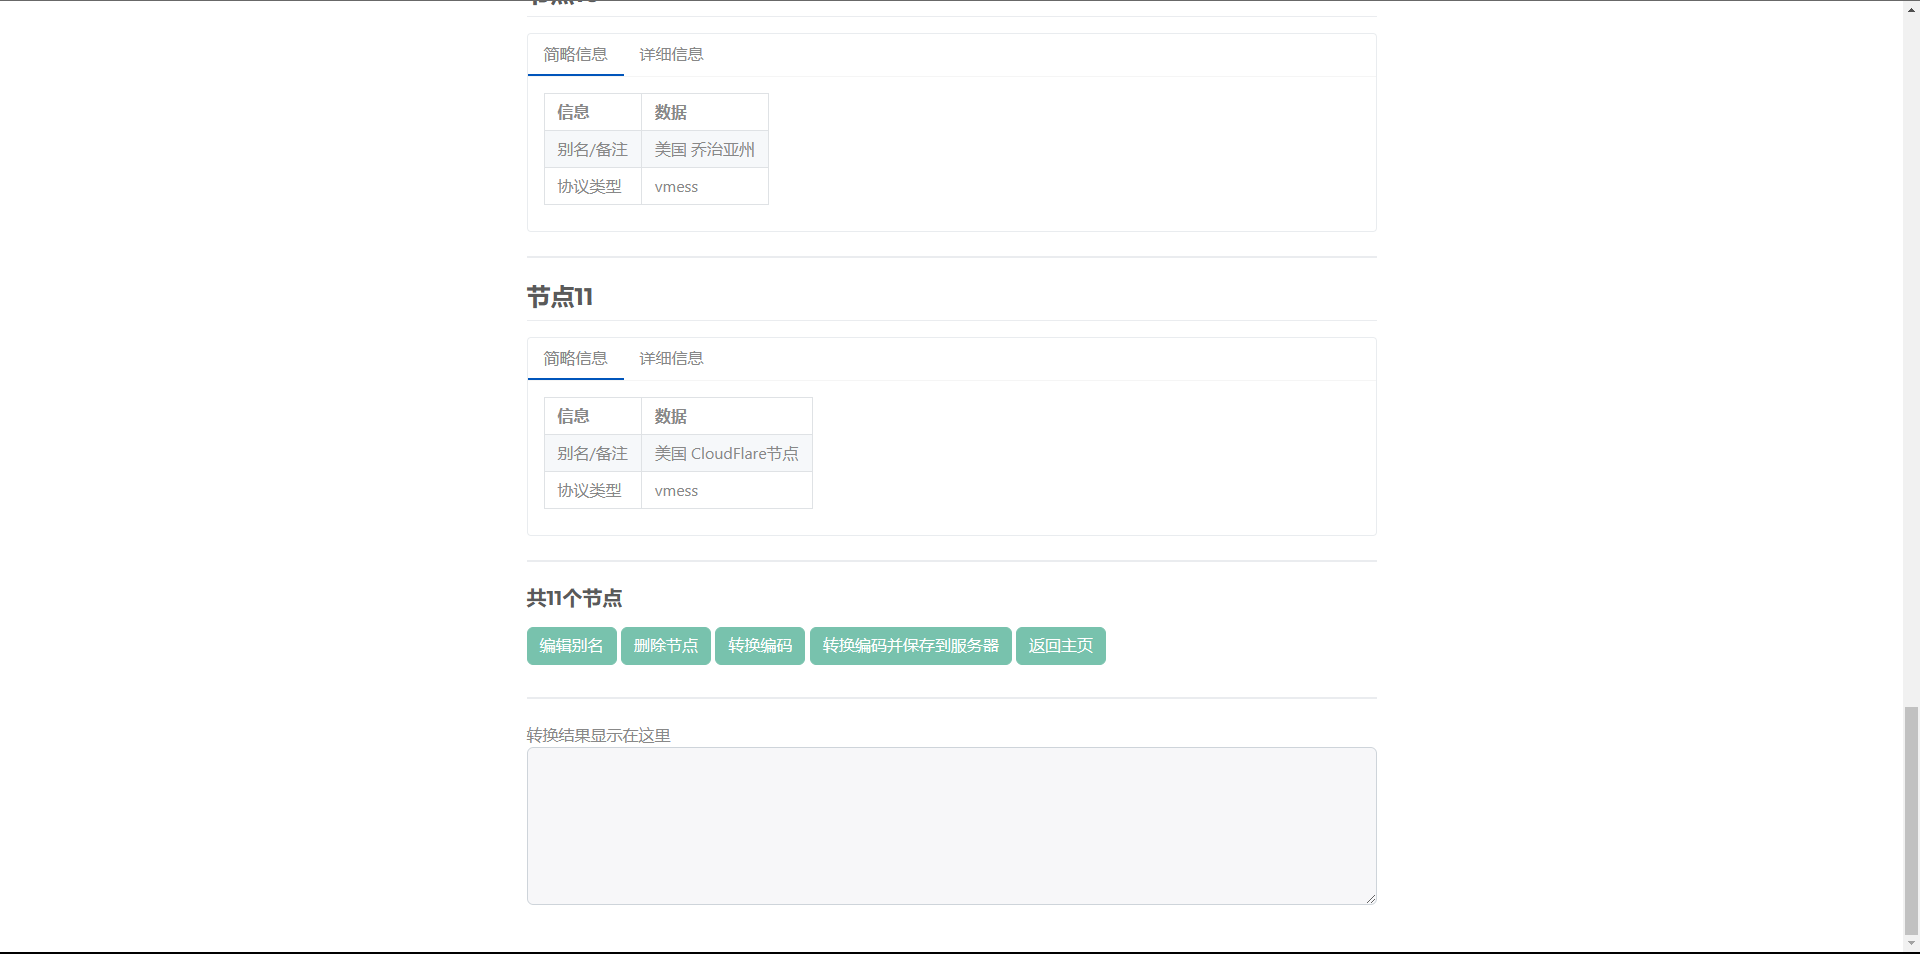 简略信息 详细信息
信息 数据
别名/备注 美国 乔治亚州
协议类型 vmess
节点11
简略信息 详细信息
信息 数据
别名/备注 美国 CloudFlare节点
协议类型 vmess
共11个节点
编辑别名 删除节点 转换编码 转换编码并保存到服务器 返回主页
转换结果显示在这里